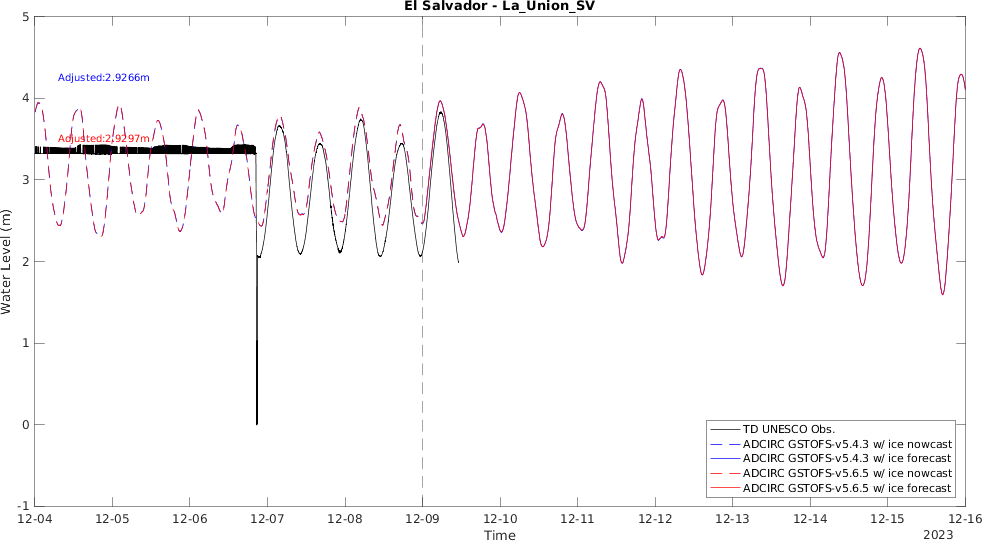 El Salvador - La_Union_SV
5
4
3
2
1
0
-1
Water Level (m)
Adjusted:2.9266m
Adjusted:2.9297m
TD UNESCO Obs.
ADCIRC GSTOFS-v5.4.3 w/ ice nowcast
ADCIRC GSTOFS-v5.4.3 w/ ice forecast
ADCIRC GSTOFS-v5.6.5 w/ ice nowcast
ADCIRC GSTOFS-v5.6.5 w/ ice forecast
12-04 12-05 12-06 12-07 12-08 12-09 12-10 12-11 12-12 12-13 12-14 12-15 12-16
Time
2023